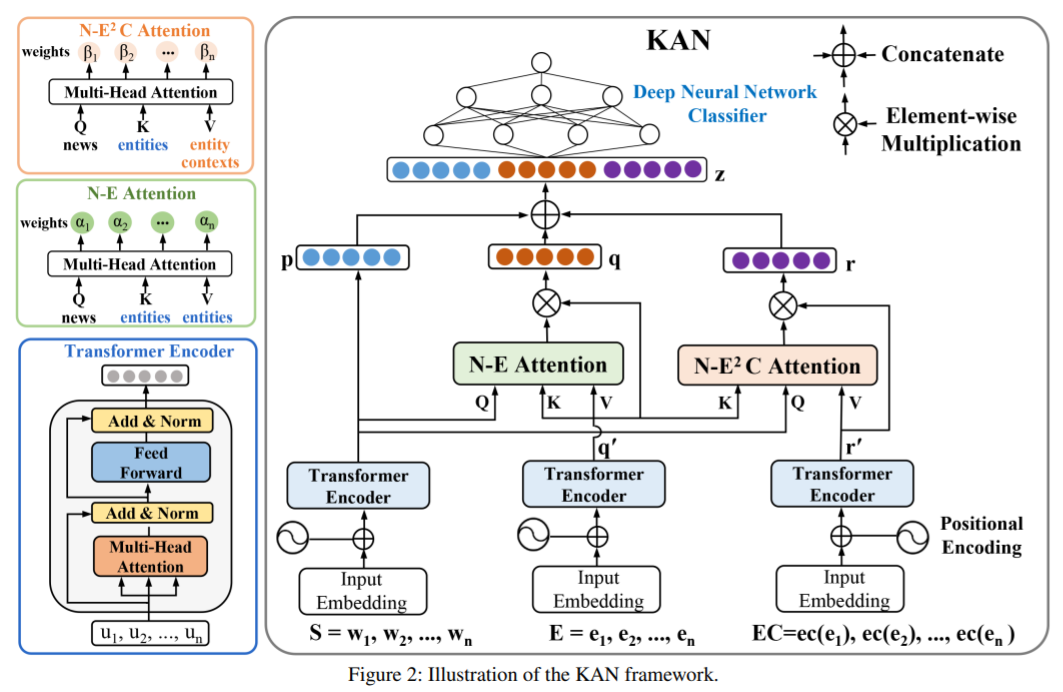 N-E² C Attention
weights β₁ β₂ ... βₙ
Multi-Head Attention
Q K V
news entities entity
contexts
N-E Attention
weights α₁ α₂ ... αₙ
Multi-Head Attention
Q K V
news entities entities
Transformer Encoder
Add & Norm
Feed
Forward
Add & Norm
Multi-Head
Attention
u₁, u₂, ..., uₙ
KAN
Concatenate
Element-wise
Multiplication
Deep Neural Network
Classifier
z
p q r
N-E Attention N-E² C Attention
Q K V K Q V
q′ r′
Transformer
Encoder
Transformer
Encoder
Transformer
Encoder
Positional
Encoding
Input
Embedding
Input
Embedding
Input
Embedding
S = w₁, w₂, ..., wₙ E = e₁, e₂, ..., eₙ EC=ec(e₁), ec(e₂), ..., ec(eₙ )
Figure 2: Illustration of the KAN framework.